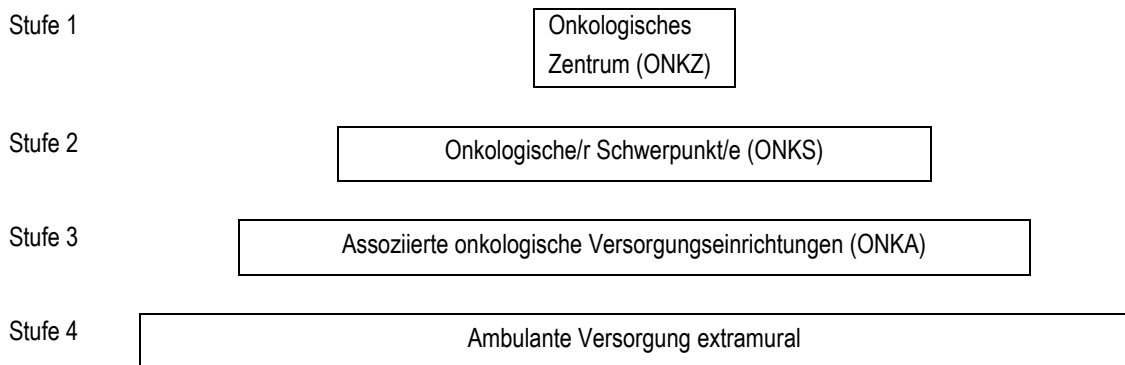 Stufe 1
Onkologisches
Zentrum (ONKZ)
Stufe 2
Onkologische/r Schwerpunkt/e (ONKS)
Stufe 3
Assoziierte onkologische Versorgungseinrichtungen (ONKA)
Stufe 4
Ambulante Versorgung extramural